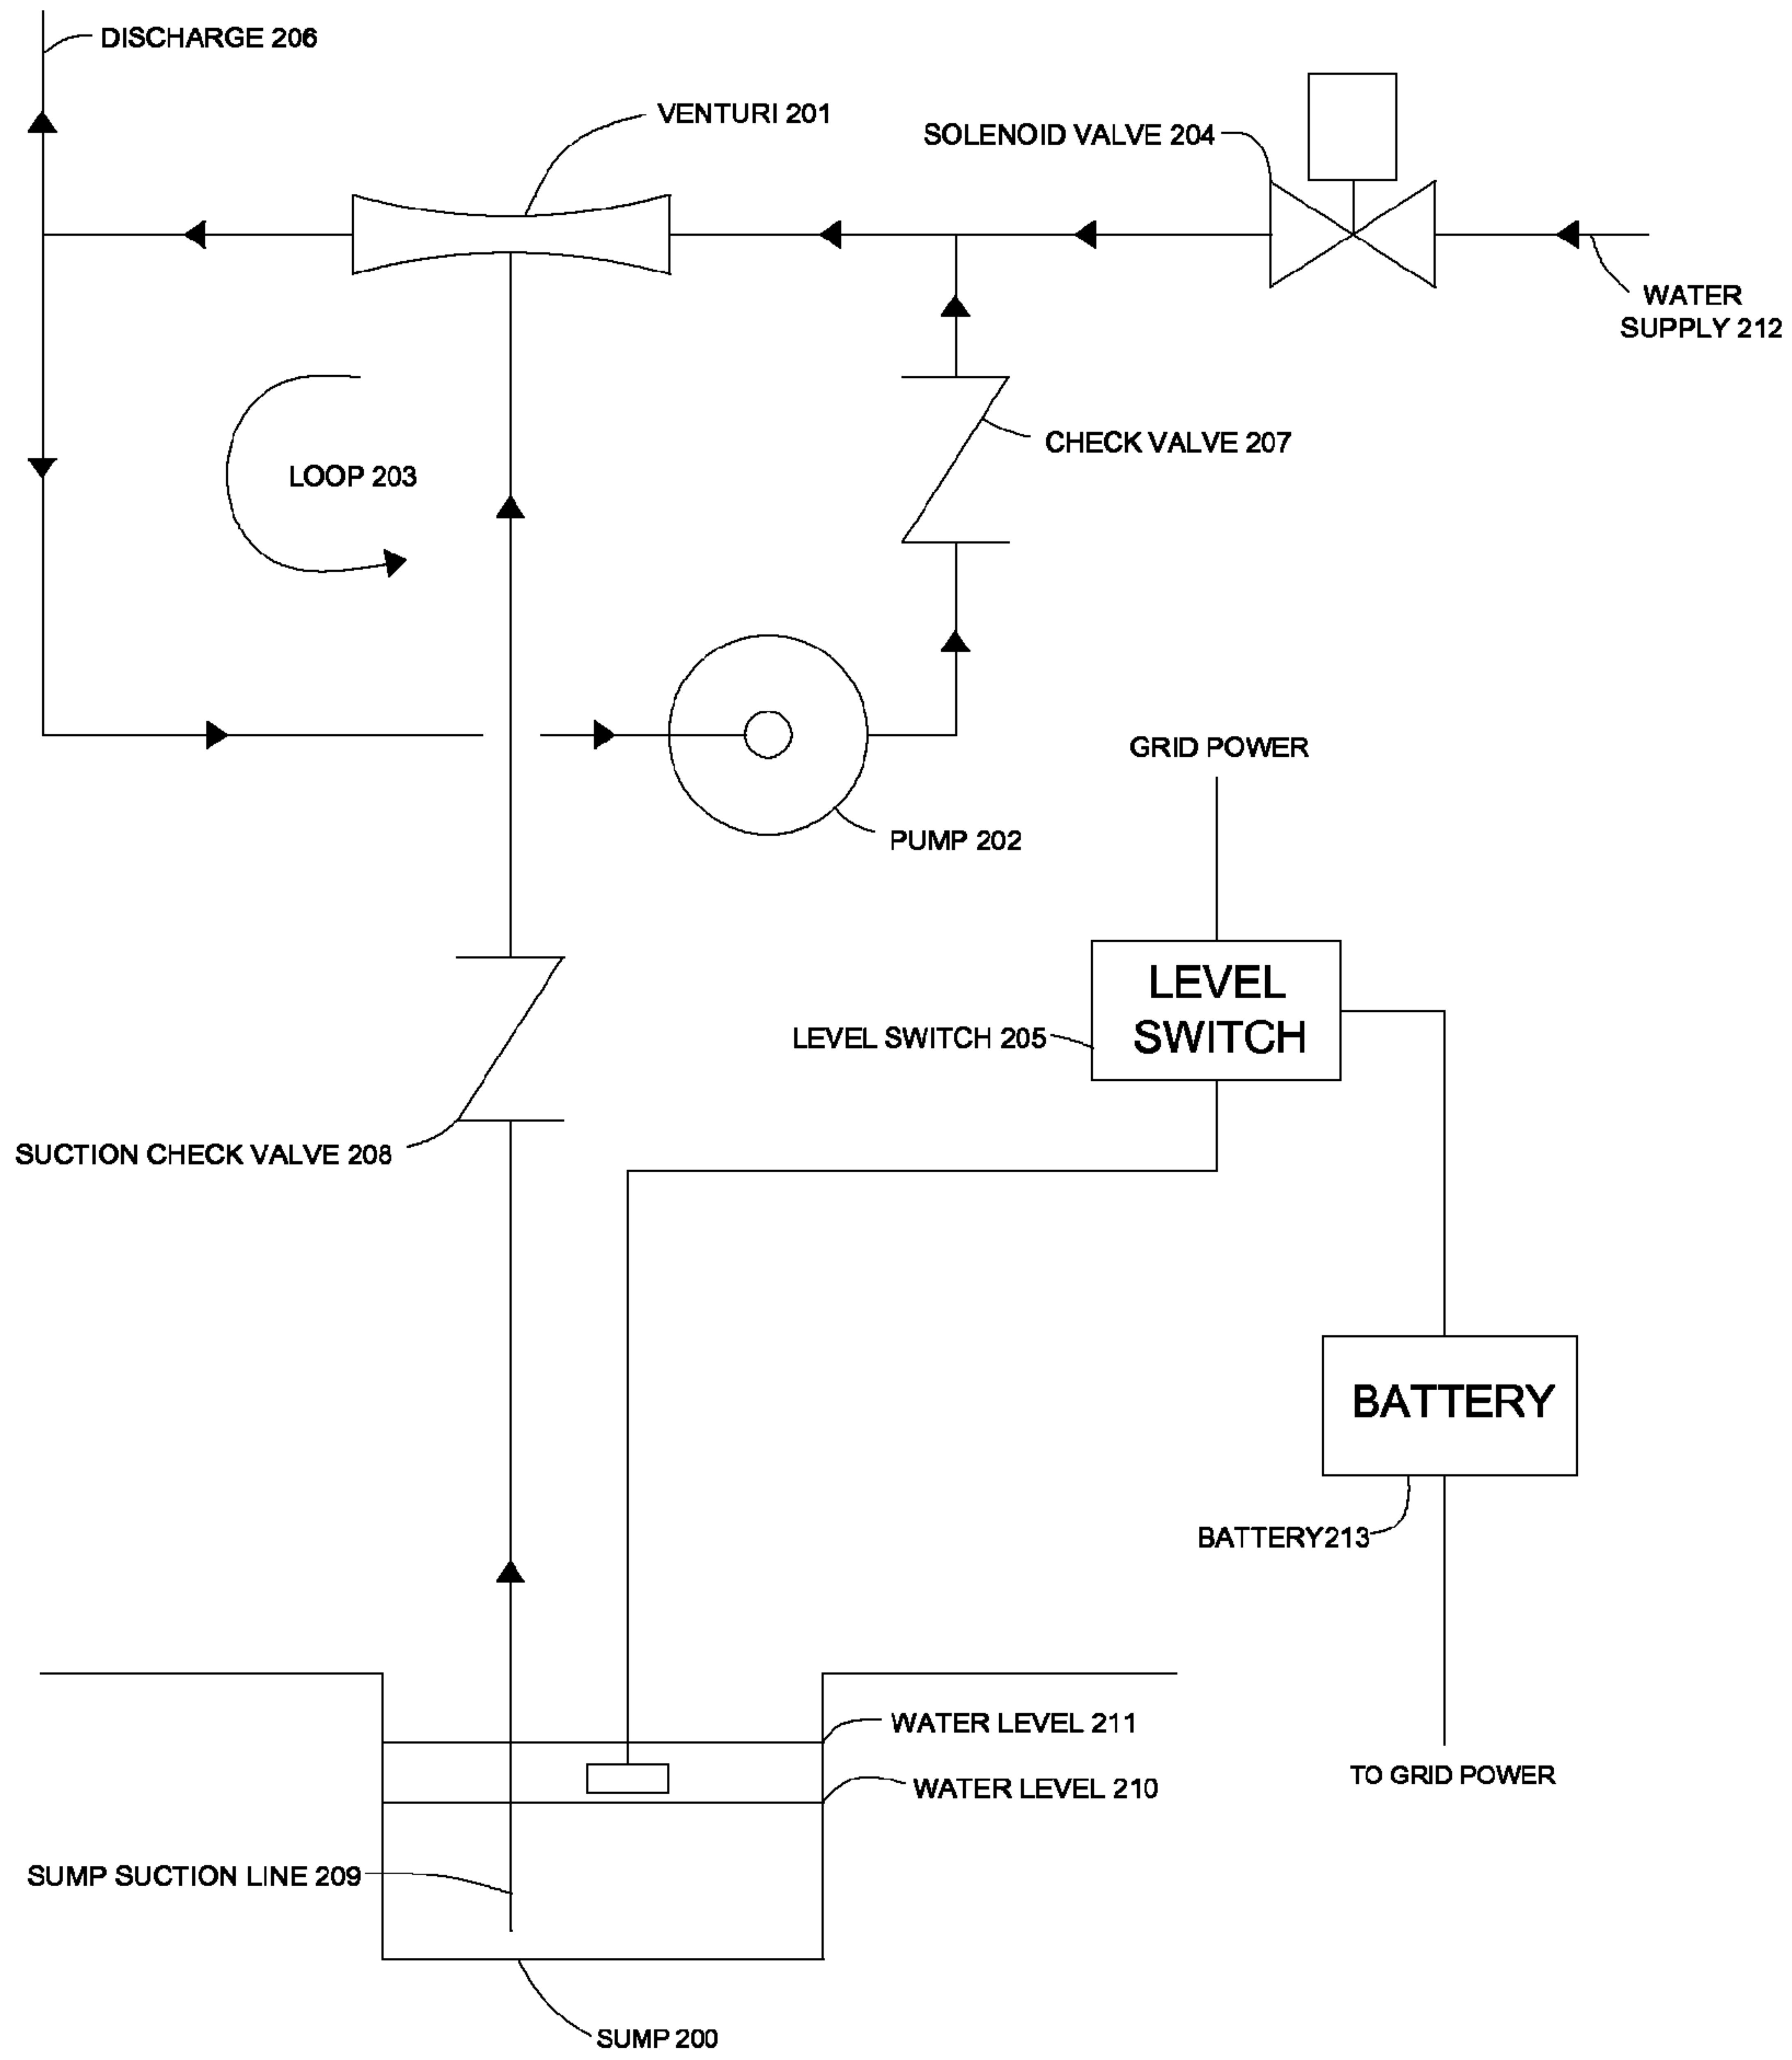 DISCHARGE 206
VENTURI 201
SOLENOID VALVE 204
WATER
SUPPLY 212
CHECK VALVE 207
LOOP 203
GRID POWER
PUMP 202
LEVEL
SWITCH
LEVEL SWITCH 205
SUCTION CHECK VALVE 208
BATTERY
BATTERY213
WATER LEVEL 211
TO GRID POWER
WATER LEVEL 210
SUMP SUCTION LINE 209
SUMP 200